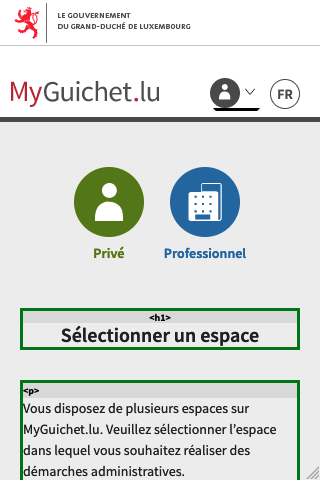 LE GOUVERNEMENT
DU GRAND-DUCHÉ DE LUXEMBOURG
MyGuichet.lu
FR
Privé
Professionnel
<h1>
Sélectionner un espace
<p>
Vous disposez de plusieurs espaces sur
MyGuichet.lu. Veuillez sélectionner l'espace
dans lequel vous souhaitez réaliser des
démarches administratives.